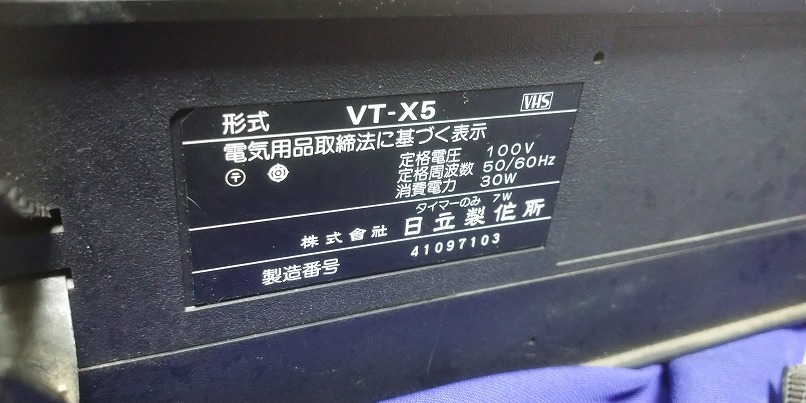 形式 VT-X5 VHS
電気用品取締法に基づく表示
定格電圧 100V
〒 定格周波数 50/60Hz
消費電力 30W
タイマーのみ 7W
株式會社 日立製作所
製造番号 41097103